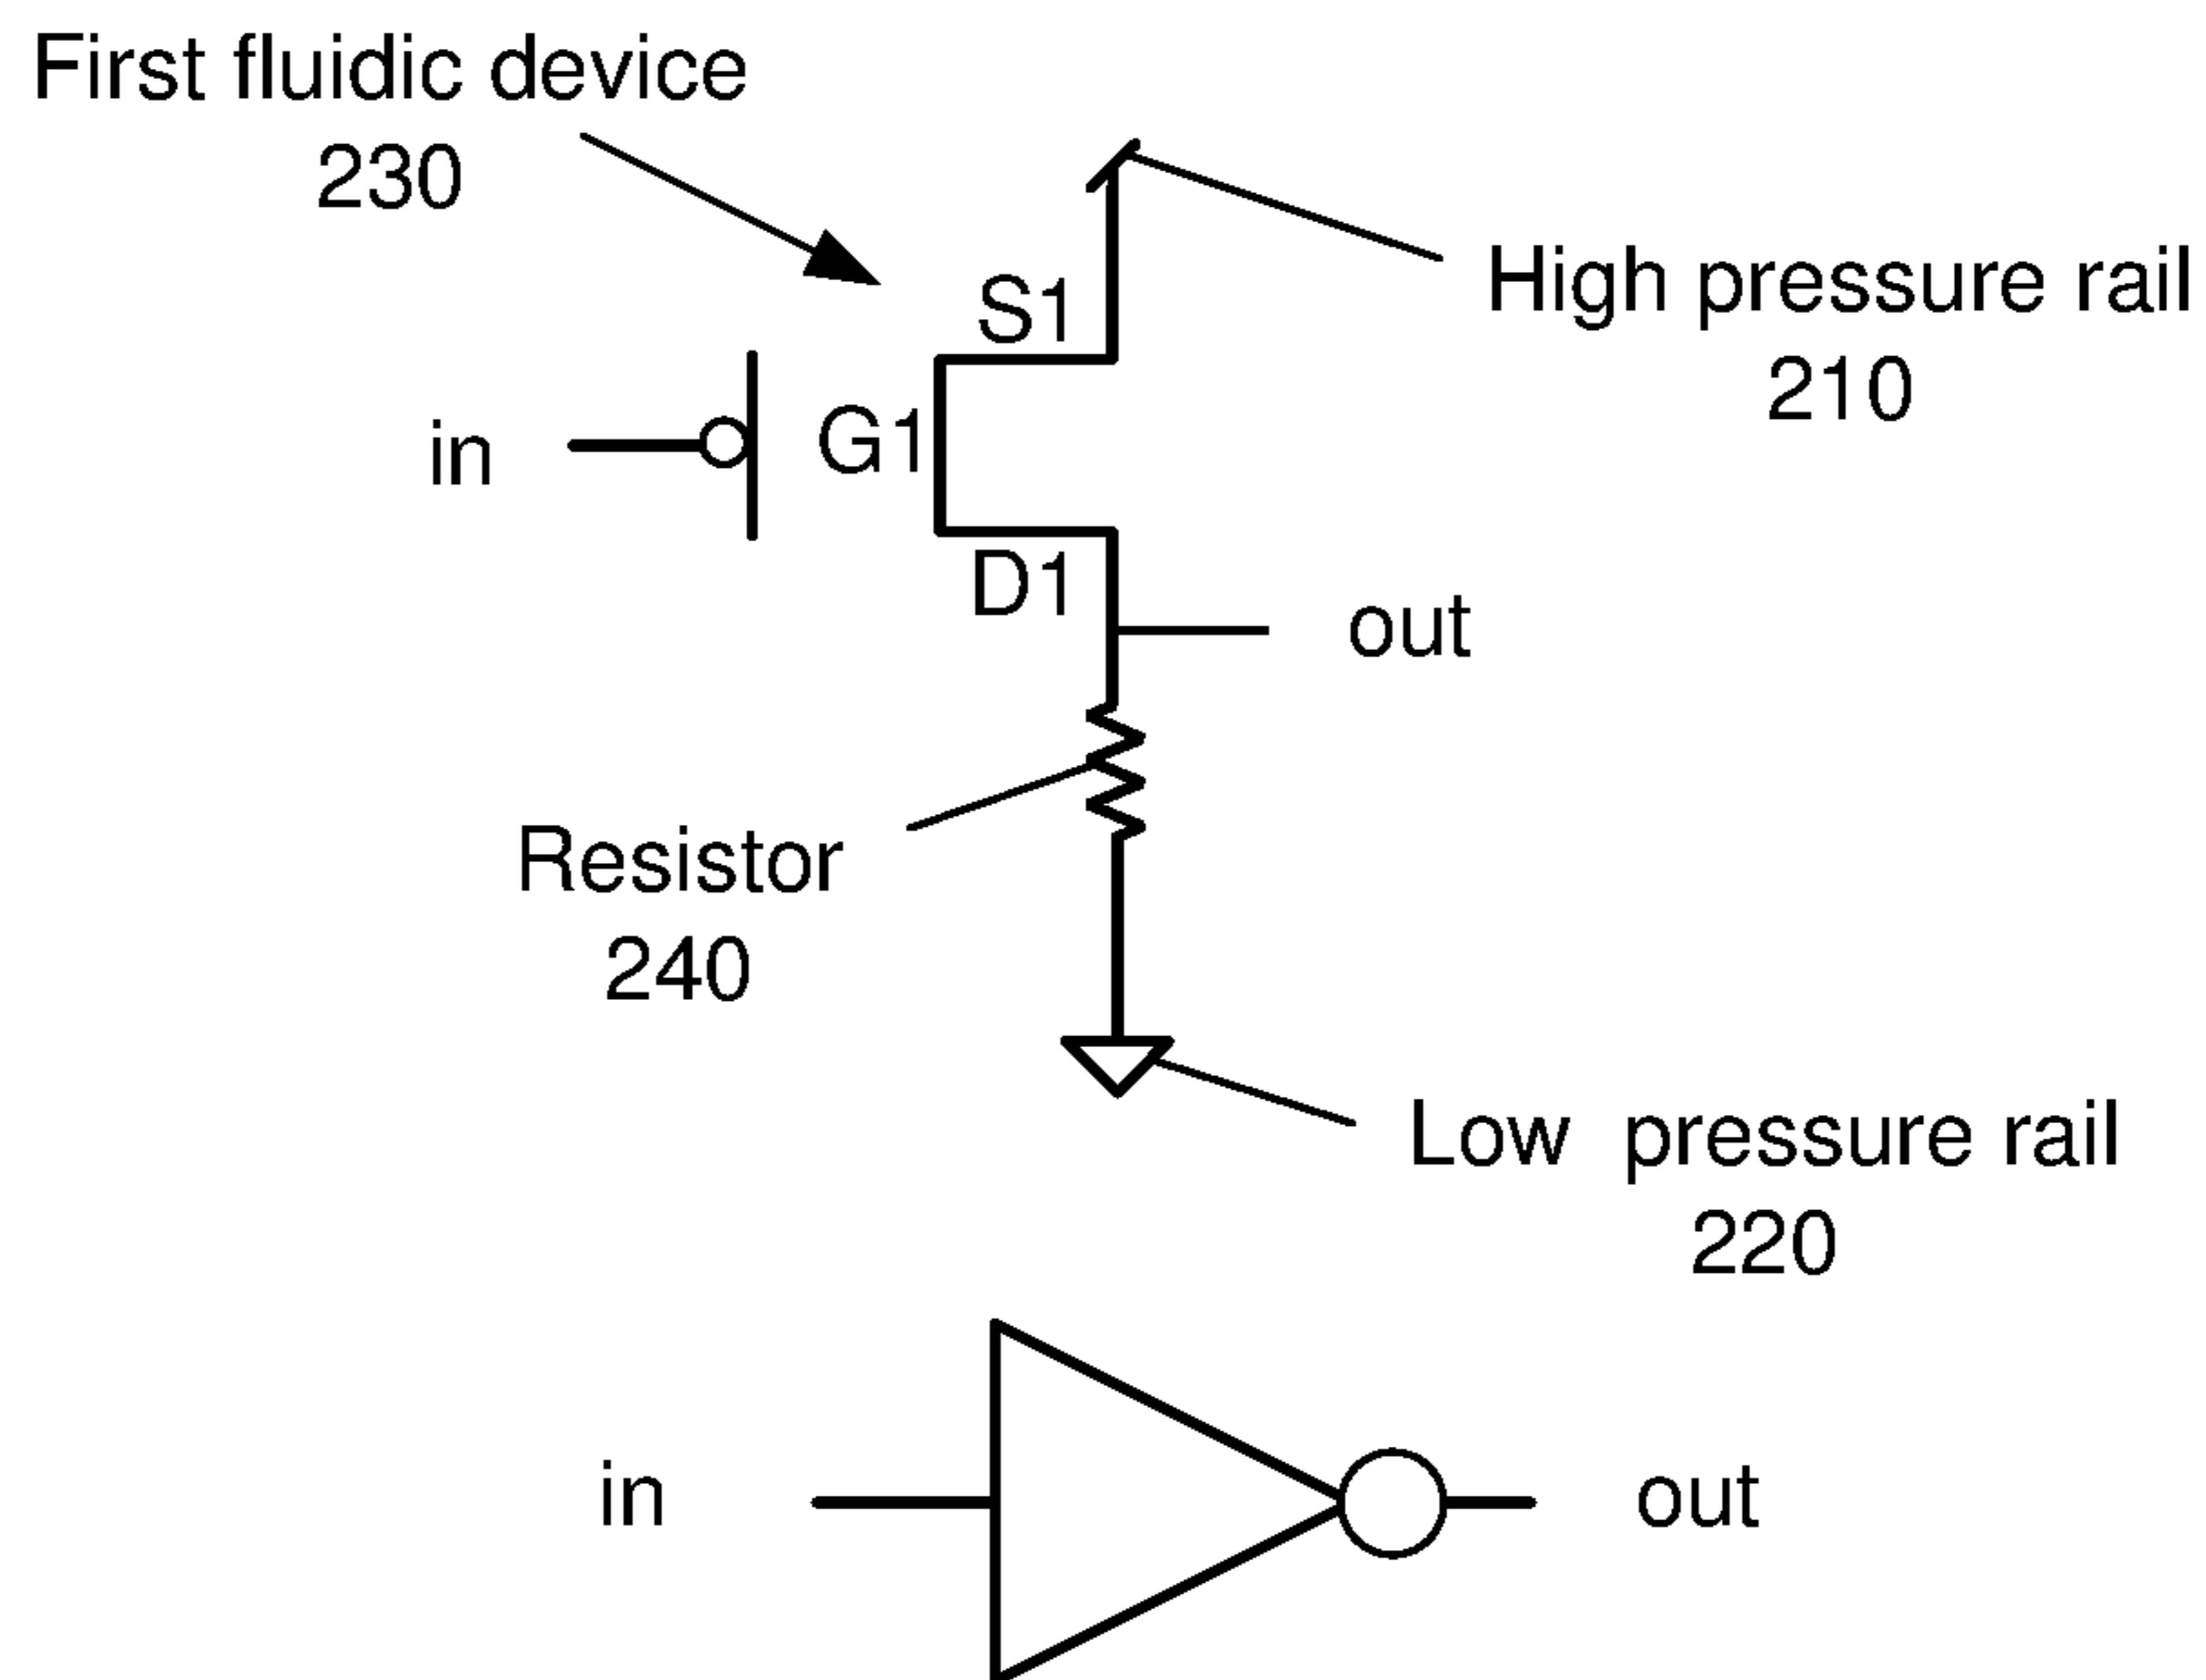 First fluidic device
230
High pressure rail
210
S1
in
G1
D1
out
Resistor
240
Low pressure rail
220
in
out